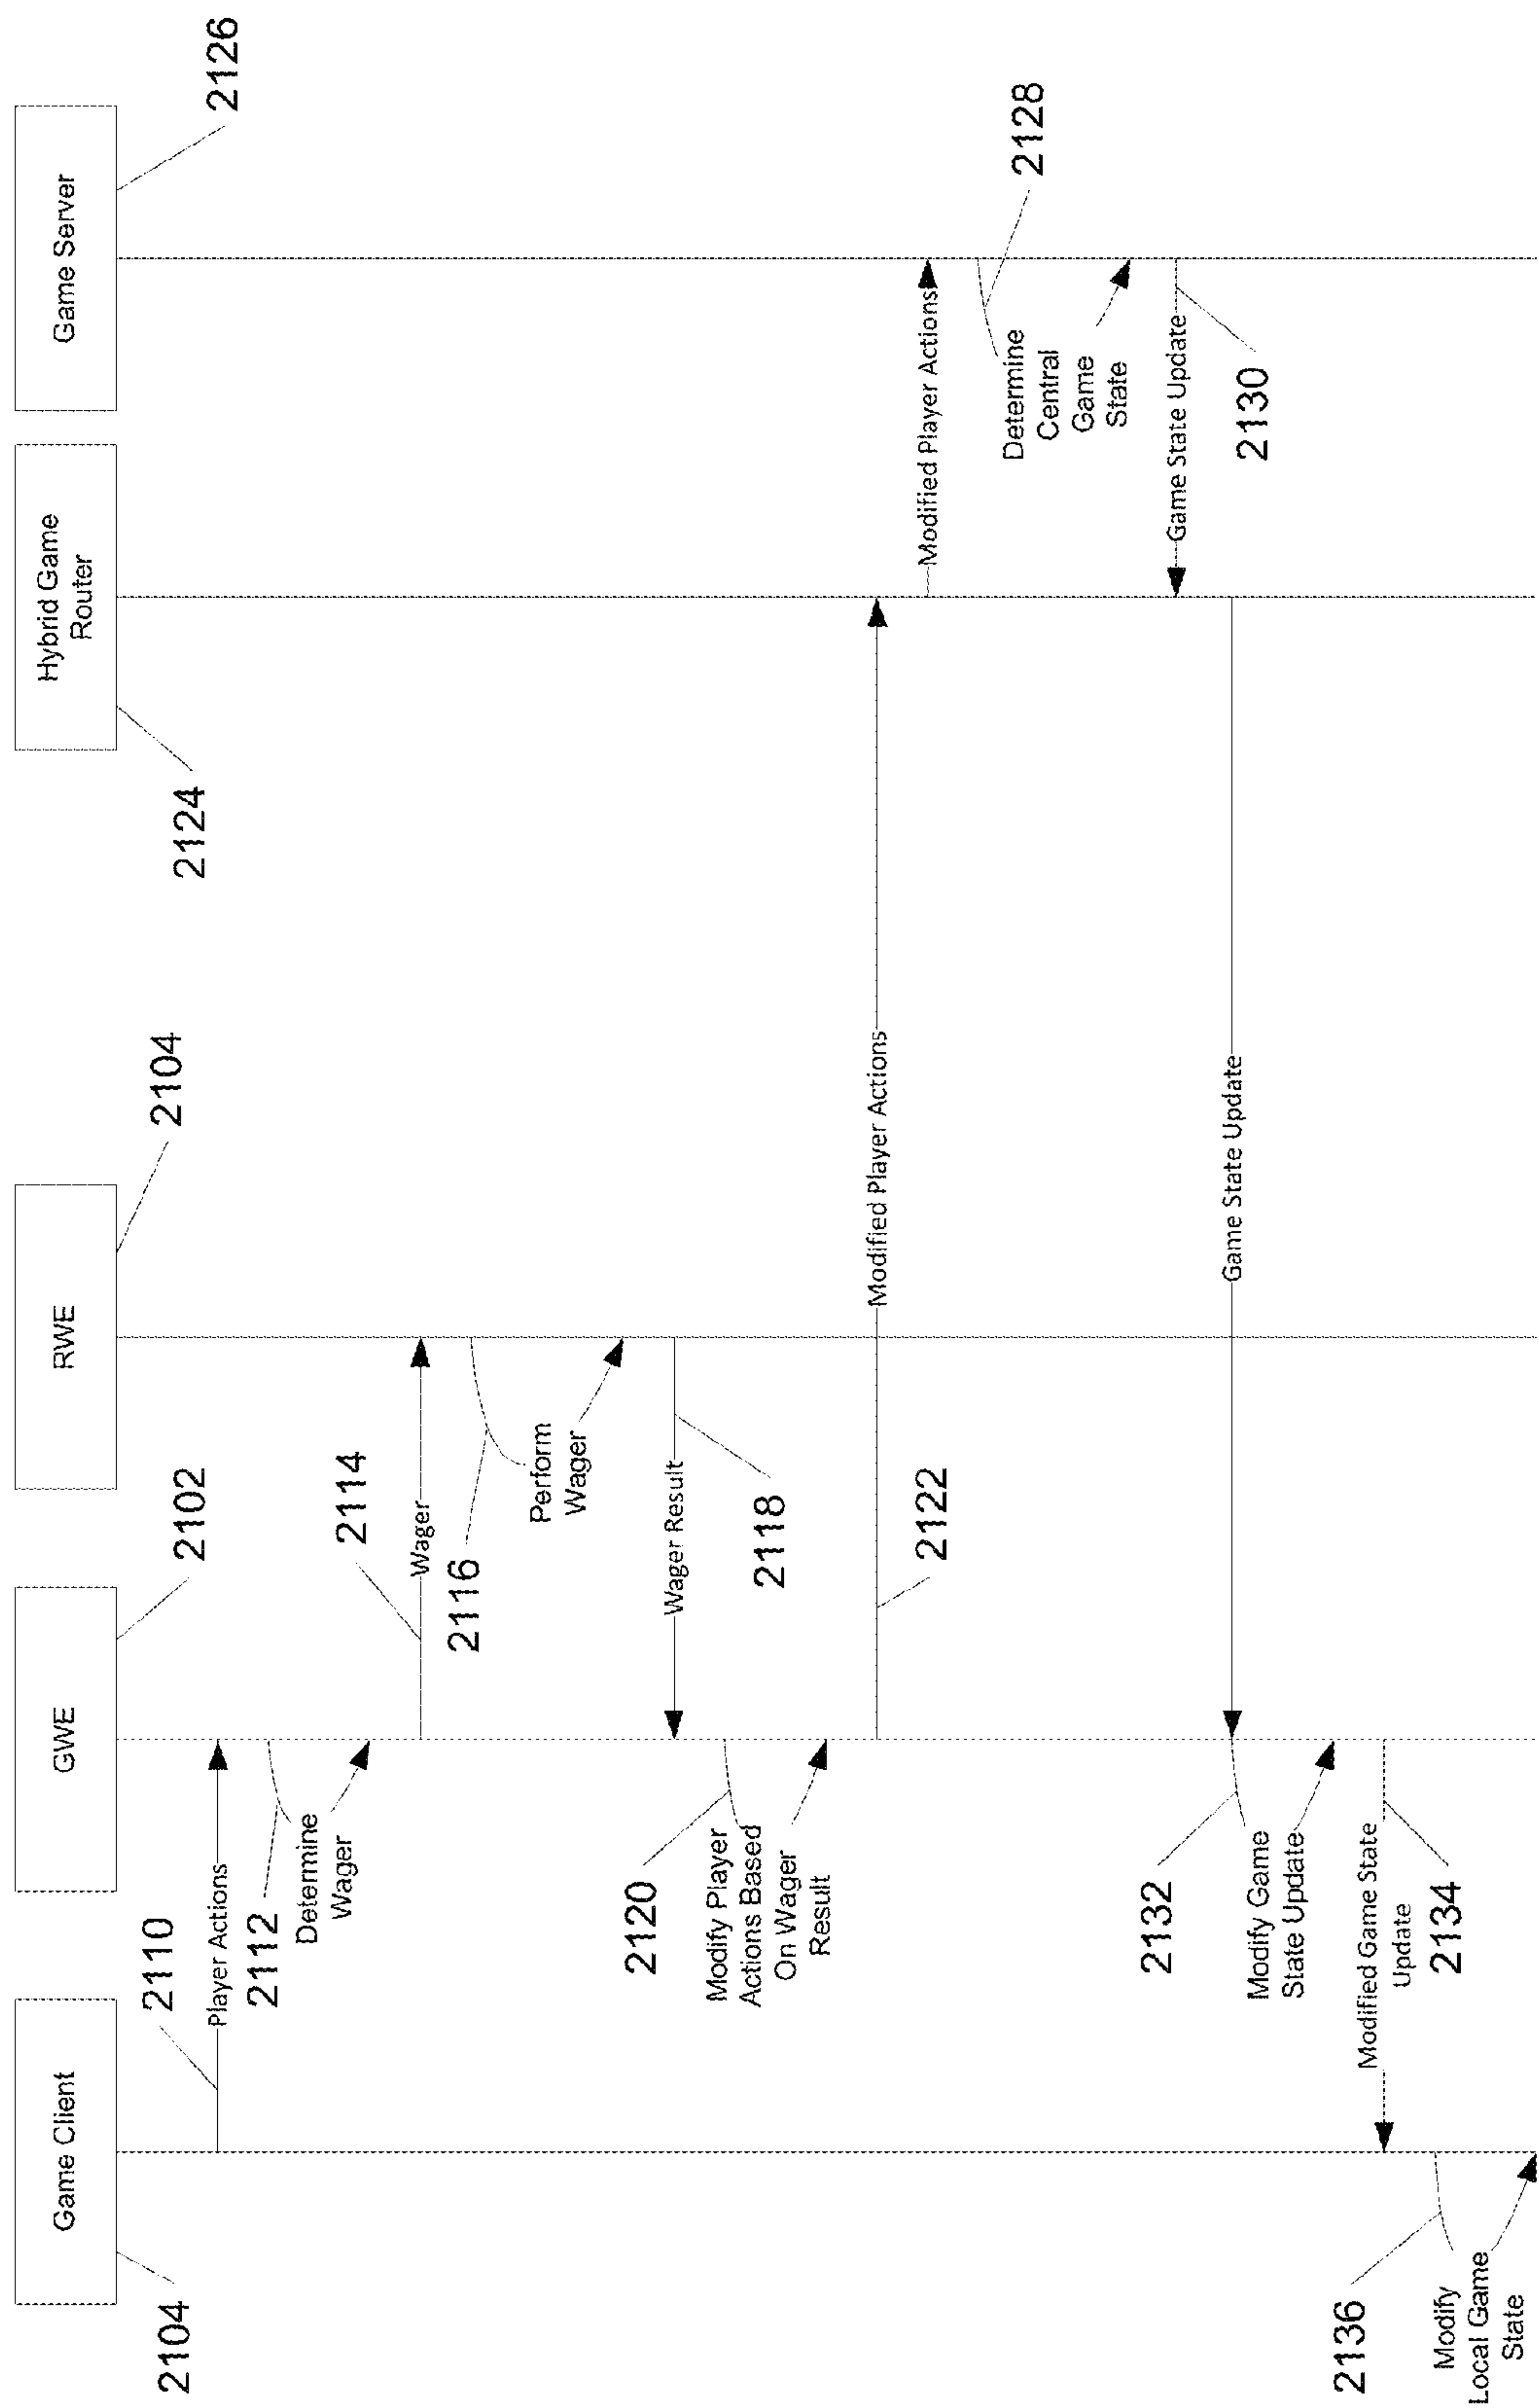 Game Client
2104
GWE
2102
RWE
2104
Hybrid Game
Router
2124
Game Server
2126
2110
Player Actions
2112
Determine
Wager
2114
Wager
2116
Perform
Wager
Wager Result
2118
2120
Modify Player
Actions Based
On Wager
Result
Modified Player Actions
2122
Modified Player Actions
2128
Determine
Central
Game
State
Game State Update
2130
Game State Update
2132
Modify Game
State Update
Modified Game State
Update
2134
2136
Modify
Local Game
State